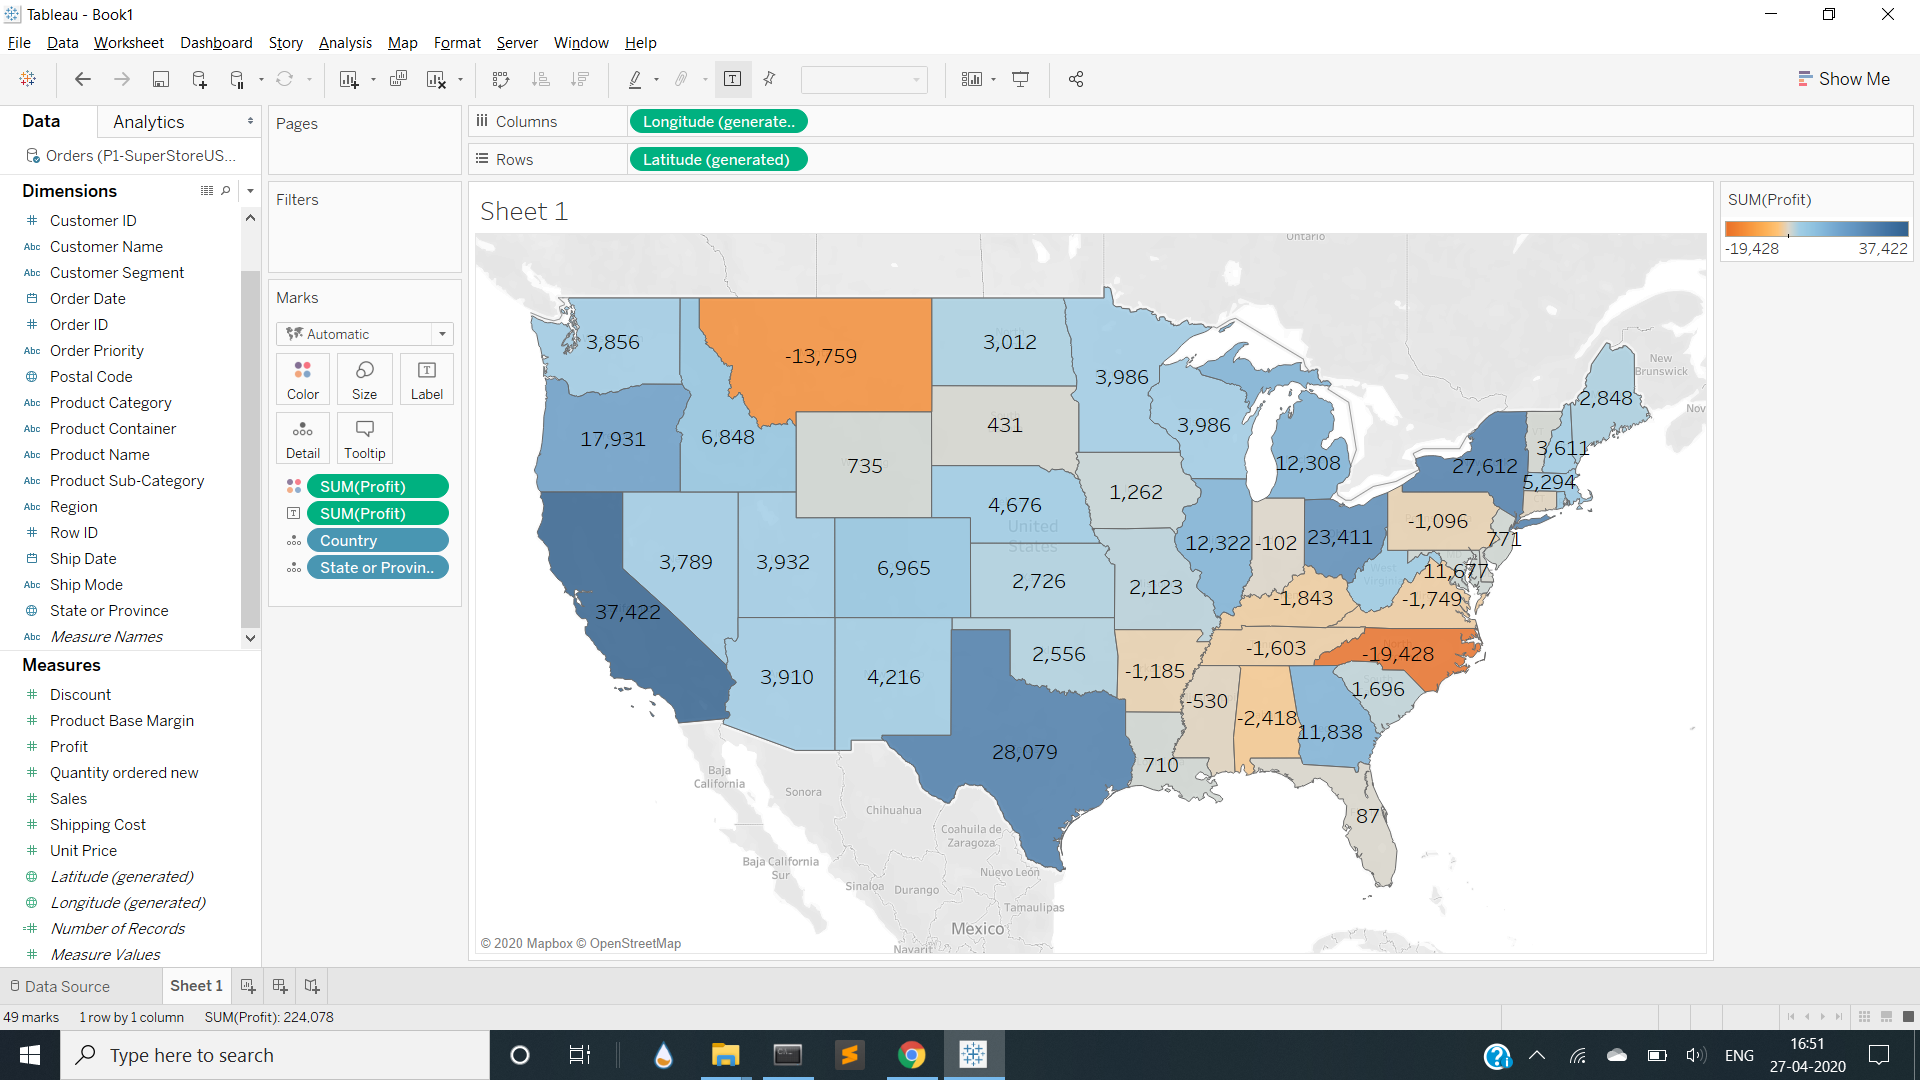 Tableau - Book1
File Data Worksheet Dashboard Story Analysis Map Format Server Window Help
Show Me
Data
Analytics
Orders (P1-SuperStoreUS...
Dimensions
# Customer ID
Abc Customer Name
Abc Customer Segment
Order Date
# Order ID
Abc Order Priority
Postal Code
Abc Product Category
Abc Product Container
Abc Product Name
Abc Product Sub-Category
Abc Region
# Row ID
Ship Date
Abc Ship Mode
State or Province
Abc Measure Names
Measures
# Discount
# Product Base Margin
# Profit
# Quantity ordered new
# Sales
# Shipping Cost
# Unit Price
Latitude (generated)
Longitude (generated)
=# Number of Records
# Measure Values
Pages
Filters
Marks
Automatic
Color Size Label
Detail Tooltip
SUM(Profit)
SUM(Profit)
Country
State or Provin..
Columns Longitude (generate..
Rows Latitude (generated)
Sheet 1
Ontario
3,856
-13,759
3,012
3,986
New
Brunswick
2,848
17,931
6,848
431
3,986
3,611
735
12,308
27,612
5,294
1,262
4,676
United
States
-1,096
771
3,789
3,932
6,965
2,726
2,123
12,322
-102
23,411
West
Virginia
11,677
-1,843
-1,749
37,422
3,910
4,216
2,556
-1,185
-1,603
-19,428
1,696
-530
-2,418
11,838
28,079
710
87
Baja
California
Sonora
Chihuahua
Coahuila de
Zaragoza
Baja California
Sur
Sinaloa
Durango
Nuevo León
Tamaulipas
Mexico
Nayarit
© 2020 Mapbox © OpenStreetMap
SUM(Profit)
-19,428 37,422
Data Source
Sheet 1
49 marks 1 row by 1 column SUM(Profit): 224,078
Type here to search
ENG
16:51
27-04-2020